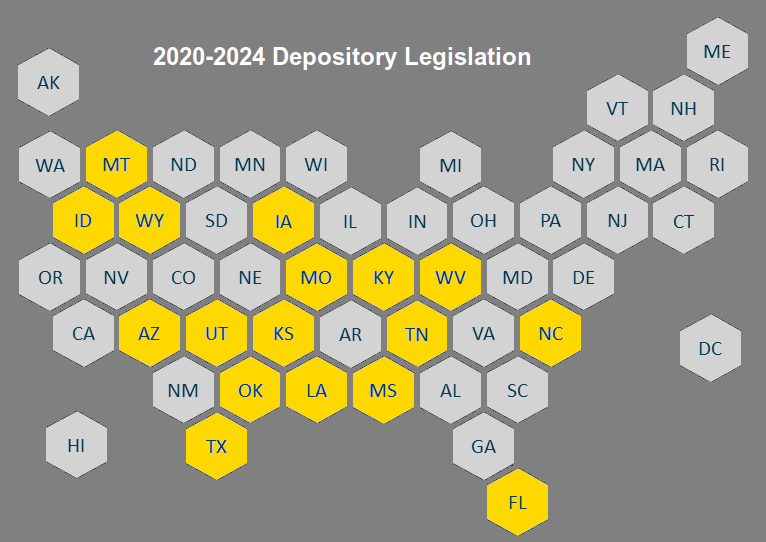 2020-2024 Depository Legislation
ME
AK
VT NH
WA MT ND MN WI MI NY MA RI
ID WY SD IA IL IN OH PA NJ CT
OR NV CO NE MO KY WV MD DE
CA AZ UT KS AR TN VA NC
DC
NM OK LA MS AL SC
HI TX GA
FL